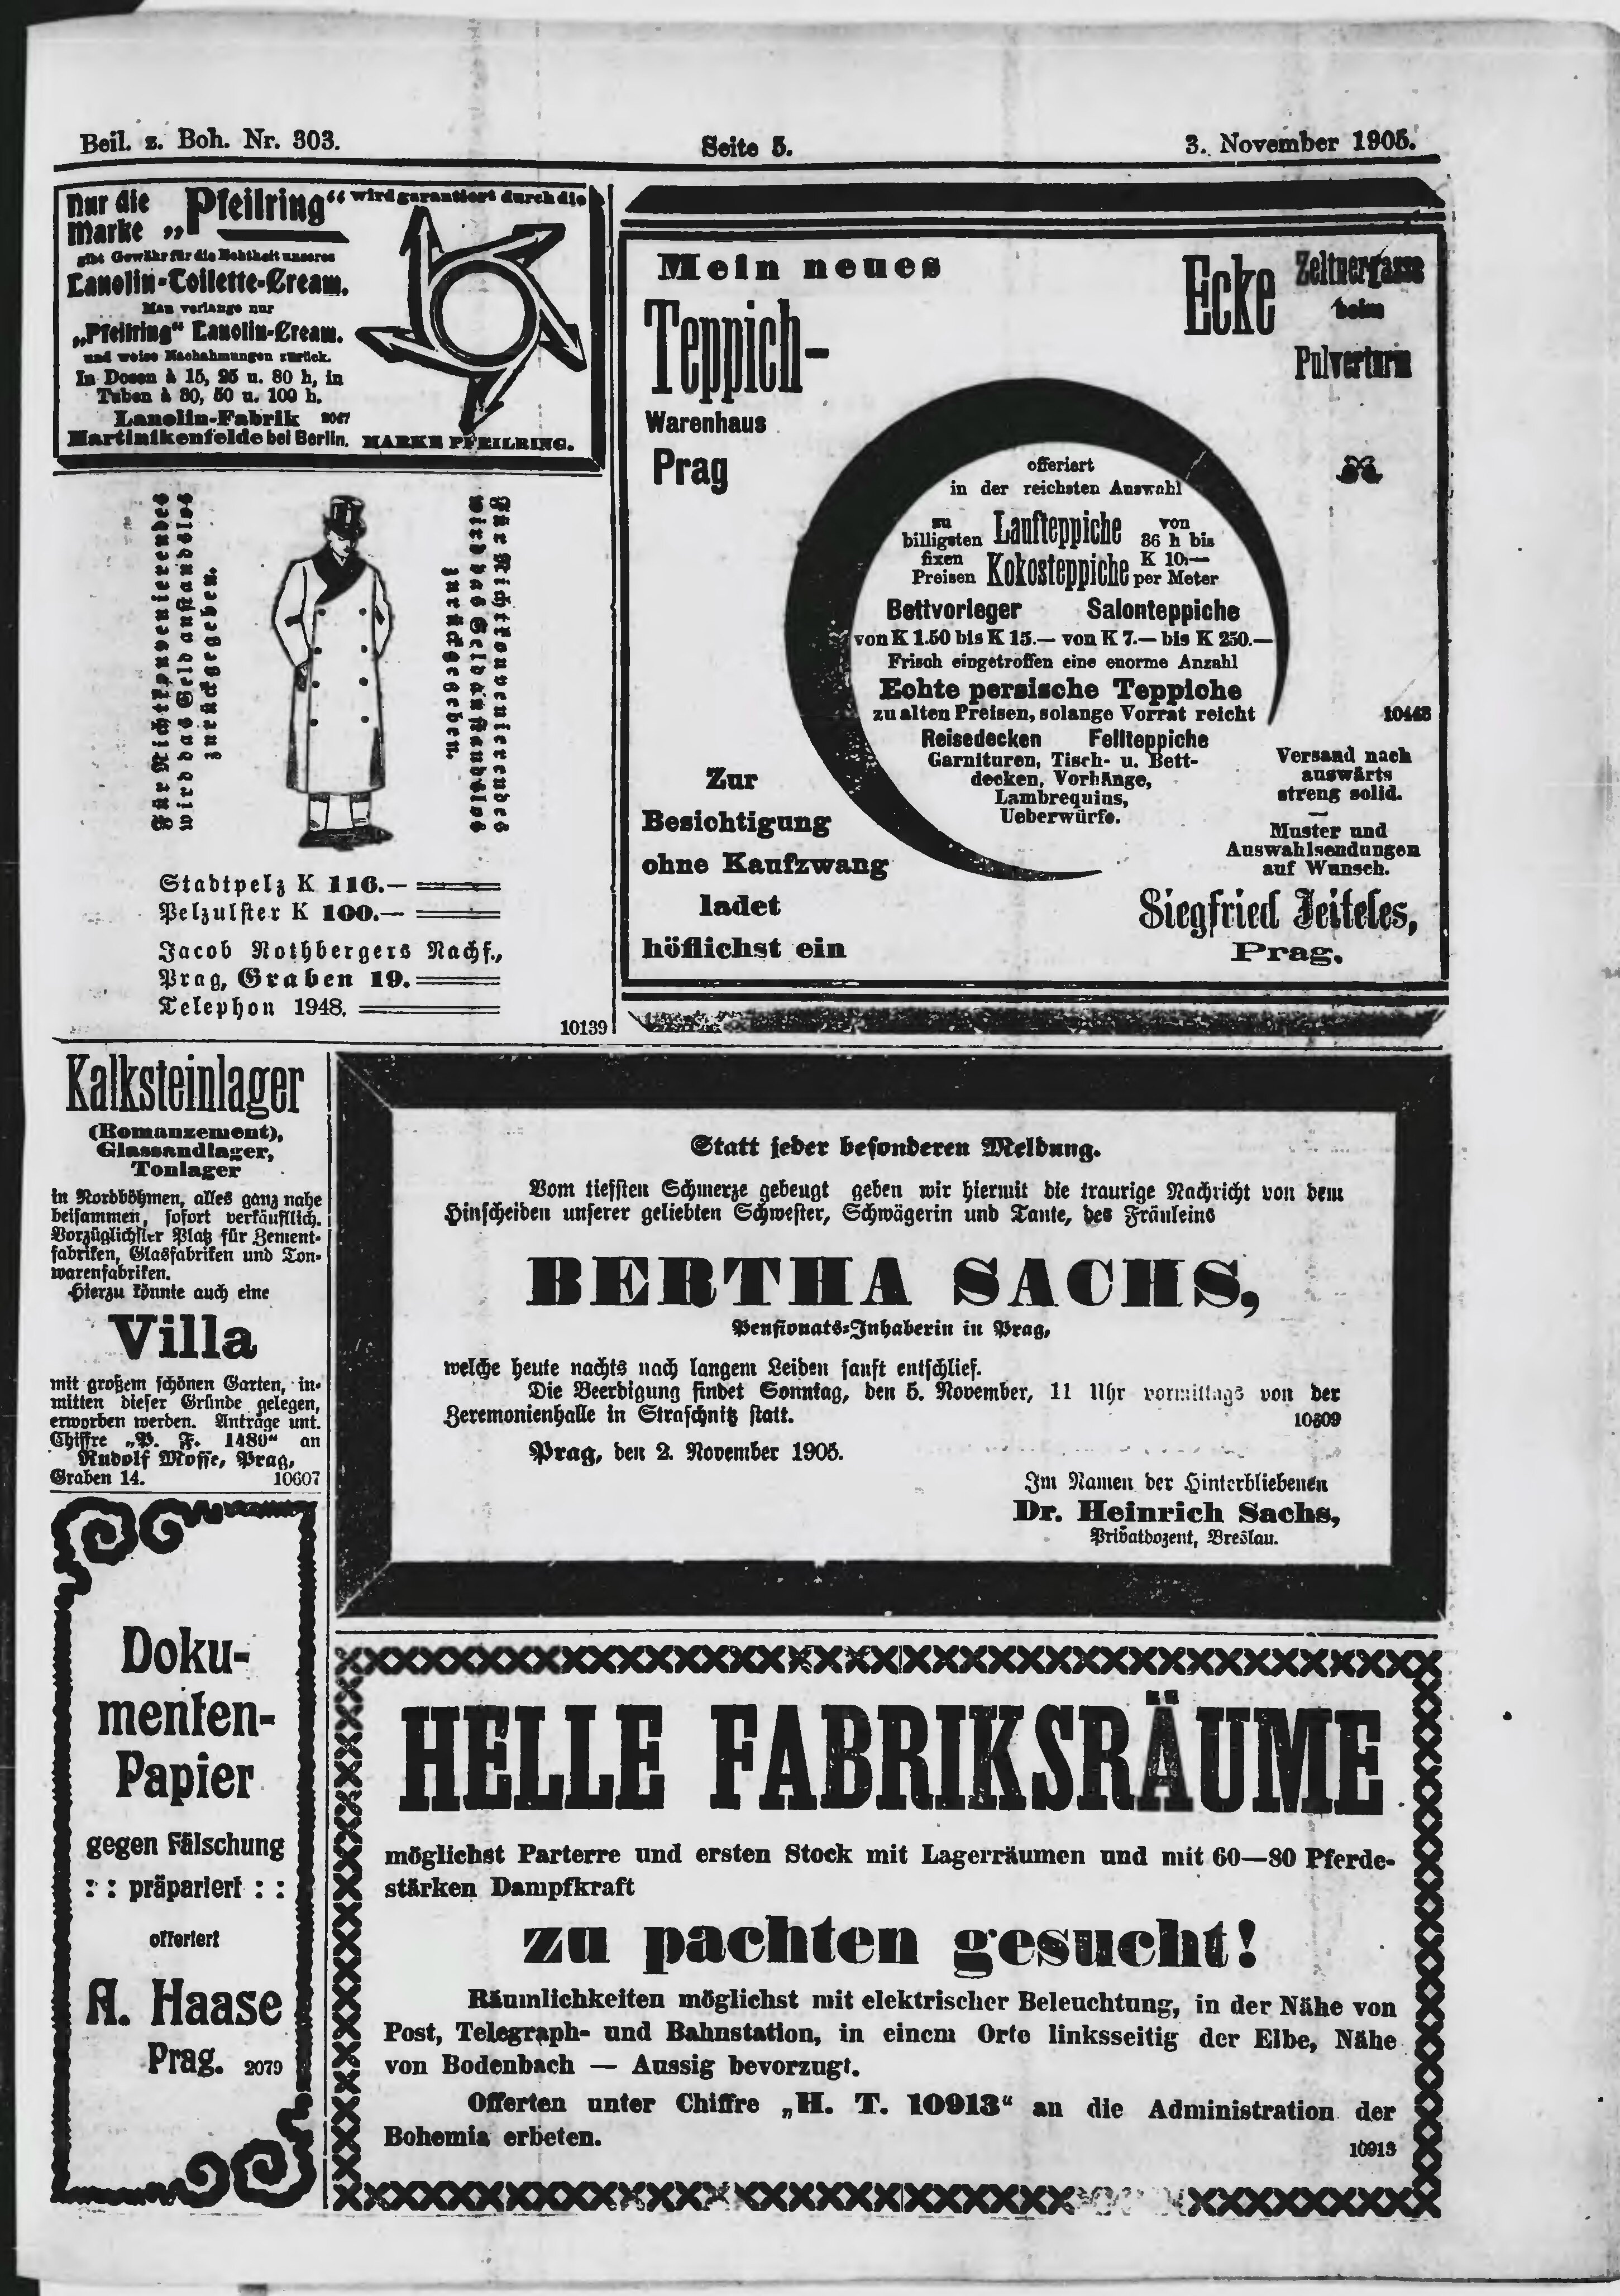 Beil. z. Boh. Nr. 303.
Seite 5.
3. November 1905.
Nur die
Marke „Pfeilring“ wird garantiert durch die
gibt Gewähr für die Echtheit unseres
Lanolin-Toilette-Cream.
Man verlange nur
„Pfeilring“ Lanolin-Cream.
und weise Nachahmungen zurück.
In Dosen à 15, 25 u. 80 h, in
Tuben à 80, 50 u. 100 h.
Lanolin-Fabrik 2067
Martinikenfelde bei Berlin.
MARKE PFEILRING.
Für Nichtkonvenierendes
wird das Geld anstandslos
zurückgegeben.
Für Nichtkonvenierendes
wird das Geld anstandslos
zurückgegeben.
Stadtpelz K 116.—
Pelzulster K 100.—
Jacob Rothbergers Nachf.,
Prag, Graben 19.
Telephon 1948.
10139
Mein neues
Teppich-
Warenhaus
Prag
Ecke Zeltnergasse
beim
Pulverturm
offeriert
in der reichsten Auswahl
zu
billigsten
fixen
Preisen
Laufteppiche
Kokosteppiche
von
36 h bis
K 10.—
per Meter
Bettvorleger Salonteppiche
von K 1.50 bis K 15.— von K 7.— bis K 250.—
Frisch eingetroffen eine enorme Anzahl
Echte persische Teppiche
zu alten Preisen, solange Vorrat reicht
10443
Reisedecken Fellteppiche
Garnituren, Tisch- u. Bett-
decken, Vorhänge,
Lambrequins,
Ueberwürfe.
Zur
Besichtigung
ohne Kaufzwang
ladet
höflichst ein
Versand nach
auswärts
streng solid.
—
Muster und
Auswahlsendungen
auf Wunsch.
Siegfried Jeiteles,
Prag.
Kalksteinlager
(Romanzement),
Glassandlager,
Tonlager
in Nordböhmen, alles ganz nahe
beisammen, sofort verkäuflich.
Vorzüglichster Platz für Zement-
fabriken, Glasfabriken und Ton-
warenfabriken.
Hierzu könnte auch eine
Villa
mit großem schönen Garten, in-
mitten dieser Gründe gelegen,
erworben werden. Anträge unt.
Chiffre „P. F. 1480“ an
Rudolf Mosse, Prag,
Graben 14. 10607
Statt jeder besonderen Meldung.
Vom tiefsten Schmerze gebeugt geben wir hiermit die traurige Nachricht von dem
Hinscheiden unserer geliebten Schwester, Schwägerin und Tante, des Fräuleins
BERTHA SACHS,
Pensionats-Inhaberin in Prag,
welche heute nachts nach langem Leiden sanft entschlief.
Die Beerdigung findet Sonntag, den 5. November, 11 Uhr vormittags von der
Zeremonienhalle in Straschnitz statt. 10609
Prag, den 2. November 1905.
Im Namen der Hinterbliebenen
Dr. Heinrich Sachs,
Privatdozent, Breslau.
Doku-
menten-
Papier
gegen Fälschung
: : präpariert : :
offeriert
A. Haase
Prag. 2079
HELLE FABRIKSRÄUME
möglichst Parterre und ersten Stock mit Lagerräumen und mit 60—80 Pferde-
stärken Dampfkraft
zu pachten gesucht!
Räumlichkeiten möglichst mit elektrischer Beleuchtung, in der Nähe von
Post, Telegraph- und Bahnstation, in einem Orte linksseitig der Elbe, Nähe
von Bodenbach — Aussig bevorzugt.
Offerten unter Chiffre „H. T. 10913“ an die Administration der
Bohemia erbeten.
10913